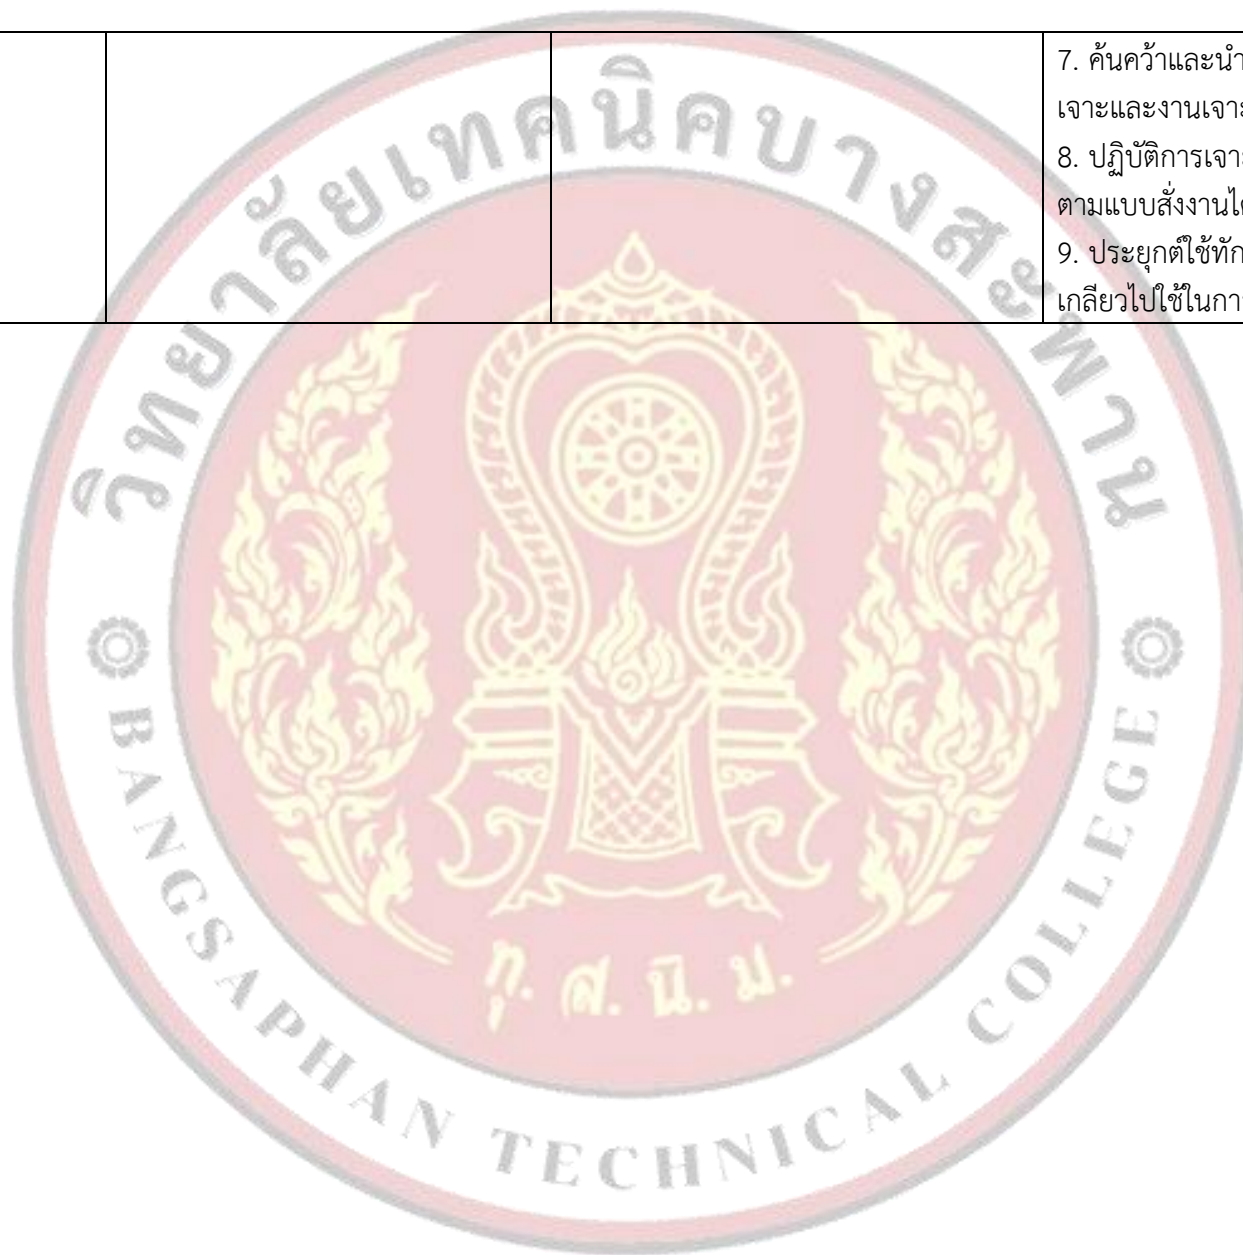 7. ค้นคว้าและนำ
เจาะและงานเจาะ
8. ปฏิบัติการเจาะ
ตามแบบสั่งงานได
9. ประยุกต์ใช้ทัก
เกลียวไปใช้ในกา
วิทยาลัยเทคนิคบางสะพาน
ทุ. ส. นิ. ม.
BANGSAPHAN TECHNICAL COLLEGE